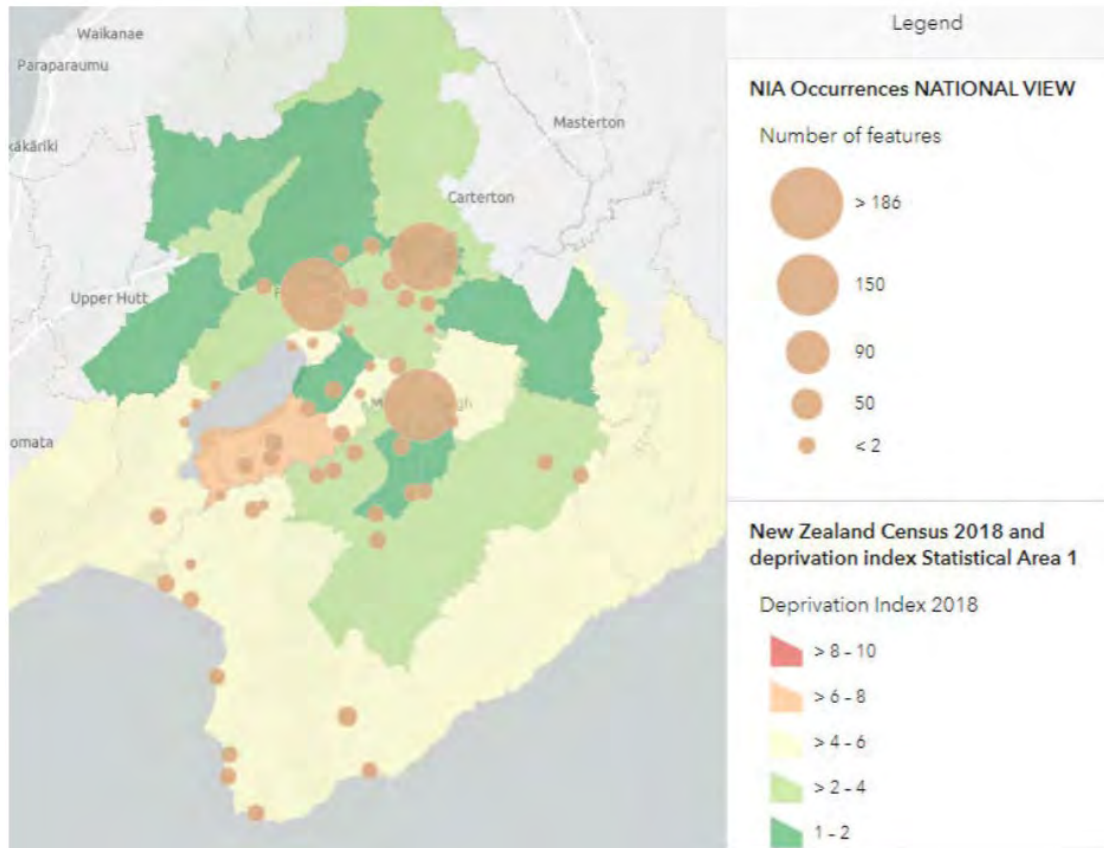 Waikanae
Paraparaumu
kākāriki
Masterton
Carterton
Upper Hutt
omata
Legend
NIA Occurrences NATIONAL VIEW
Number of features
> 186
150
90
50
< 2
New Zealand Census 2018 and
deprivation index Statistical Area 1
Deprivation Index 2018
> 8 - 10
> 6 - 8
> 4 - 6
> 2 - 4
1 - 2